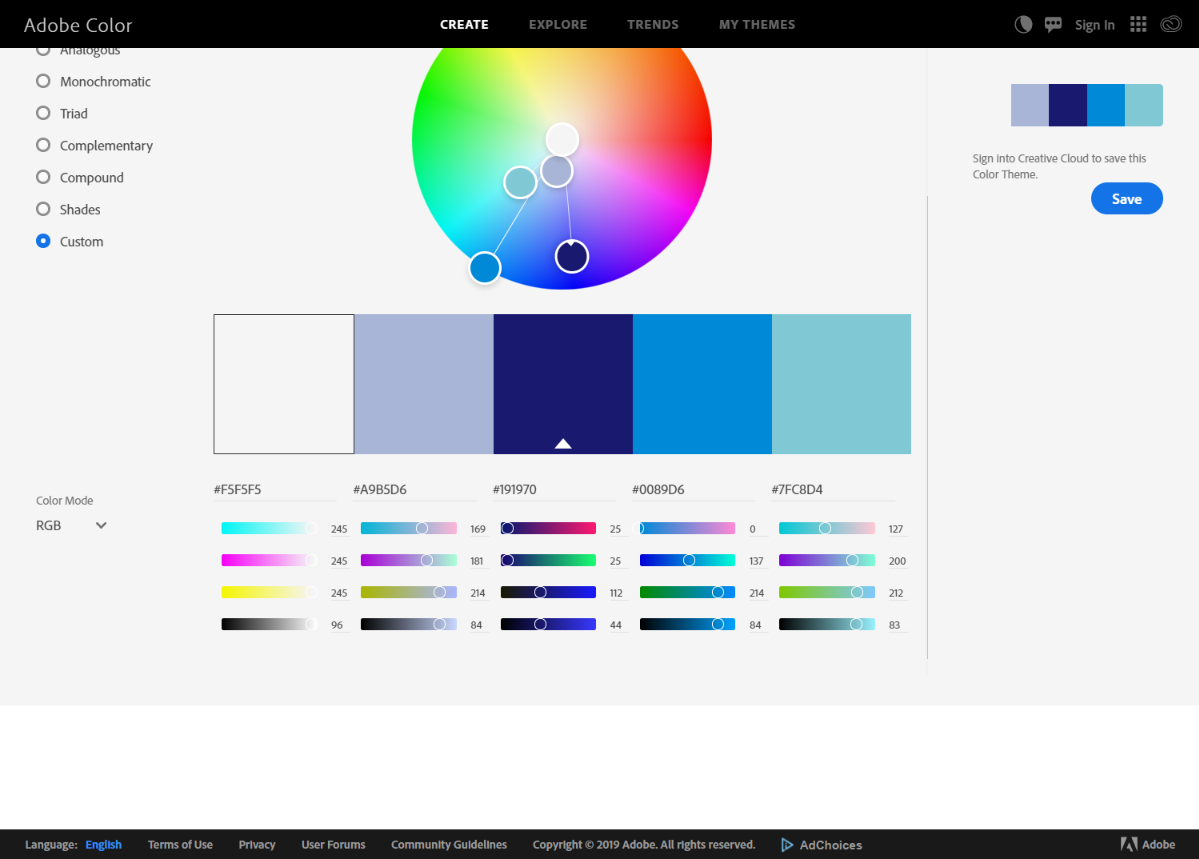 Adobe Color
CREATE EXPLORE TRENDS MY THEMES
Sign In
Analogous
Monochromatic
Triad
Complementary
Compound
Shades
Custom
Sign into Creative Cloud to save this
Color Theme.
Save
Color Mode
RGB
#F5F5F5 #A9B5D6 #191970 #0089D6 #7FC8D4
245 169 25 0 127
245 181 25 137 200
245 214 112 214 212
96 84 44 84 83
Language: English Terms of Use Privacy User Forums Community Guidelines Copyright © 2019 Adobe. All rights reserved. AdChoices Adobe